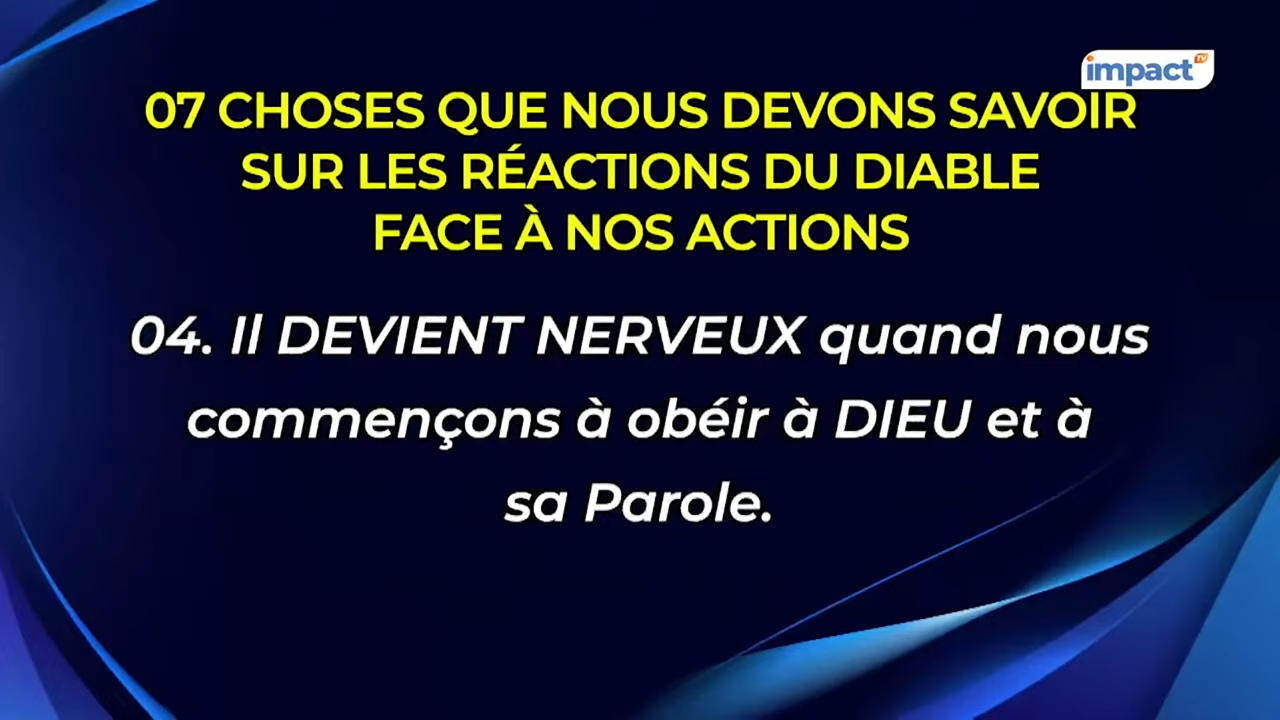 impact TV
07 CHOSES QUE NOUS DEVONS SAVOIR
SUR LES RÉACTIONS DU DIABLE
FACE À NOS ACTIONS
04. Il DEVIENT NERVEUX quand nous
commençons à obéir à DIEU et à
sa Parole.